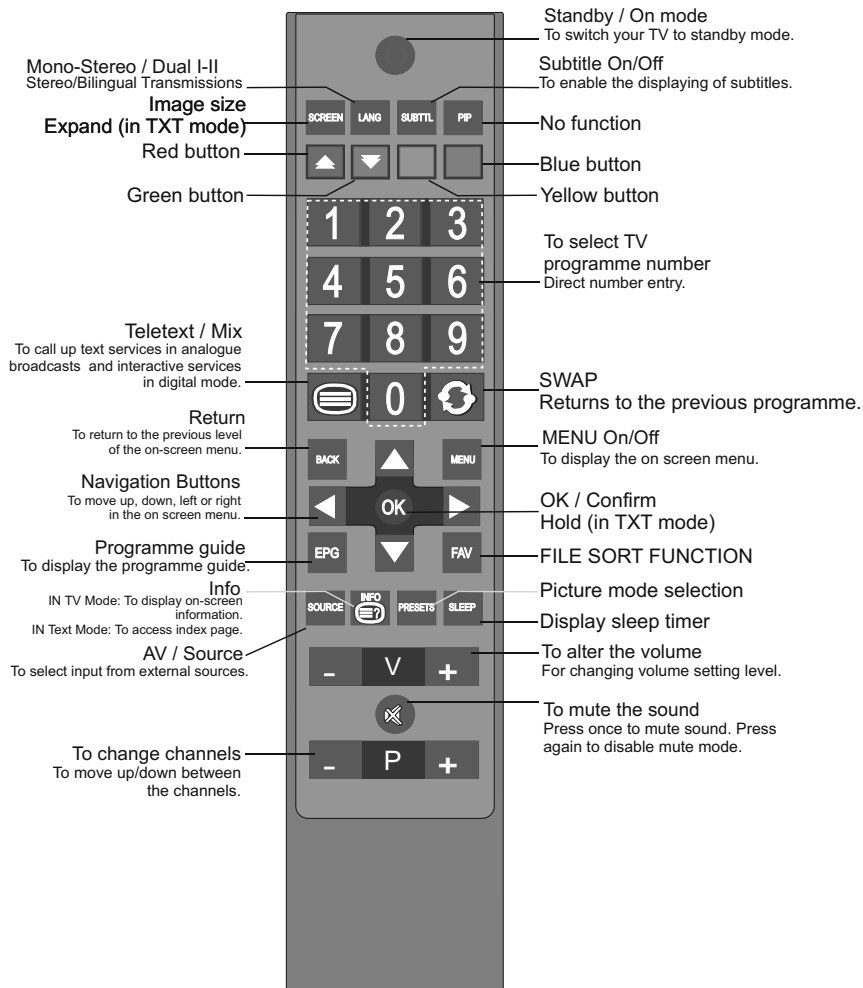 Standby / On mode
To switch your TV to standby mode.
Mono-Stereo / Dual I-II
Stereo/Bilingual Transmissions
Subtitle On/Off
To enable the displaying of subtitles.
Image size
Expand (in TXT mode)
SCREEN LANG SUBTTL PIP
No function
Red button
Blue button
Green button
Yellow button
1 2 3
To select TV
programme number
Direct number entry.
4 5 6
7 8 9
Teletext / Mix
To call up text services in analogue
broadcasts and interactive services
in digital mode.
0
SWAP
Returns to the previous programme.
Return
To return to the previous level
of the on-screen menu.
BACK MENU
MENU On/Off
To display the on screen menu.
Navigation Buttons
To move up, down, left or right
in the on screen menu.
OK
OK / Confirm
Hold (in TXT mode)
Programme guide
To display the programme guide.
EPG FAV
FILE SORT FUNCTION
Info
IN TV Mode: To display on-screen
information.
IN Text Mode: To access index page.
SOURCE INFO ? PRESETS SLEEP
Picture mode selection
Display sleep timer
AV / Source
To select input from external sources.
- V +
To alter the volume
For changing volume setting level.
To mute the sound
Press once to mute sound. Press
again to disable mute mode.
To change channels
To move up/down between
the channels.
- P +